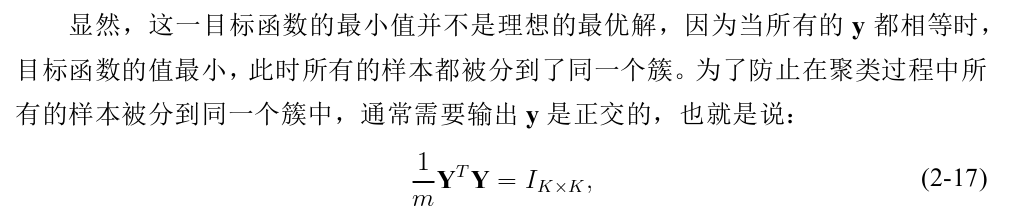 显然，这一目标函数的最小值并不是理想的最优解，因为当所有的 y 都相等时，
目标函数的值最小，此时所有的样本都被分到了同一个簇。为了防止在聚类过程中所
有的样本被分到同一个簇中，通常需要输出 y 是正交的，也就是说：
\frac{1}{m}\mathbf{Y}^T\mathbf{Y} = I_{K \times K}, (2-17)